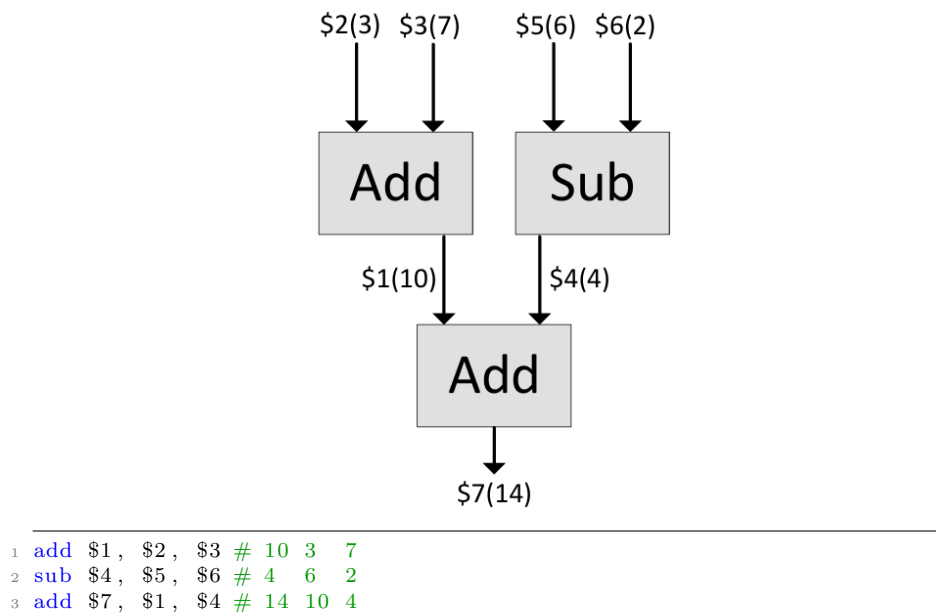 $2(3) $3(7) $5(6) $6(2)
Add Sub
$1(10) $4(4)
Add
$7(14)
1 add $1, $2, $3 # 10 3 7
2 sub $4, $5, $6 # 4 6 2
3 add $7, $1, $4 # 14 10 4